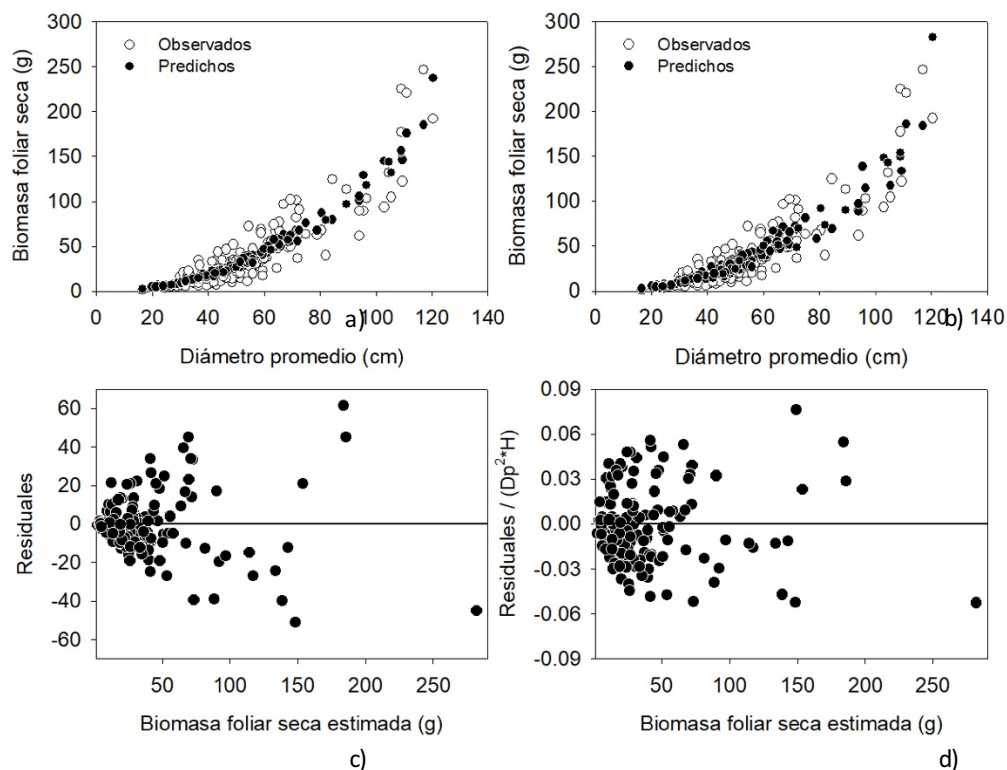 300
250
200
150
100
50
0
Biomasa foliar seca (g)
Observados
Predichos
0 20 40 60 80 100 120 140
a)
Diámetro promedio (cm)
300
250
200
150
100
50
0
Biomasa foliar seca (g)
Observados
Predichos
0 20 40 60 80 100 120 140
b)
Diámetro promedio (cm)
60
40
20
0
-20
-40
-60
Residuales
50 100 150 200 250
Biomasa foliar seca estimada (g)
c)
0.09
0.06
0.03
0.00
-0.03
-0.06
-0.09
Residuales / (Dp²*H)
50 100 150 200 250
Biomasa foliar seca estimada (g)
d)